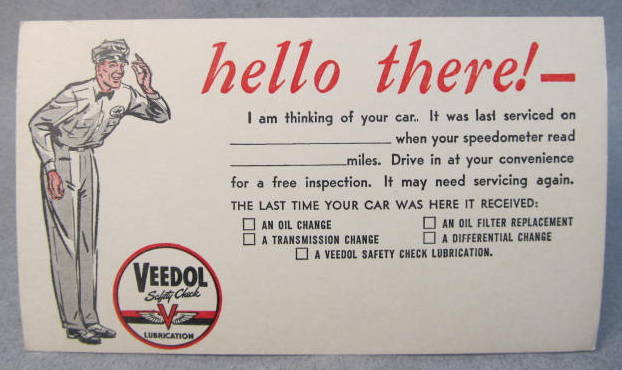 hello there!—
I am thinking of your car.. It was last serviced on
____________________ when your speedometer read
______________miles. Drive in at your convenience
for a free inspection. It may need servicing again.
THE LAST TIME YOUR CAR WAS HERE IT RECEIVED:
☐ AN OIL CHANGE ☐ AN OIL FILTER REPLACEMENT
☐ A TRANSMISSION CHANGE ☐ A DIFFERENTIAL CHANGE
☐ A VEEDOL SAFETY CHECK LUBRICATION.
VEEDOL
Safety Check
LUBRICATION